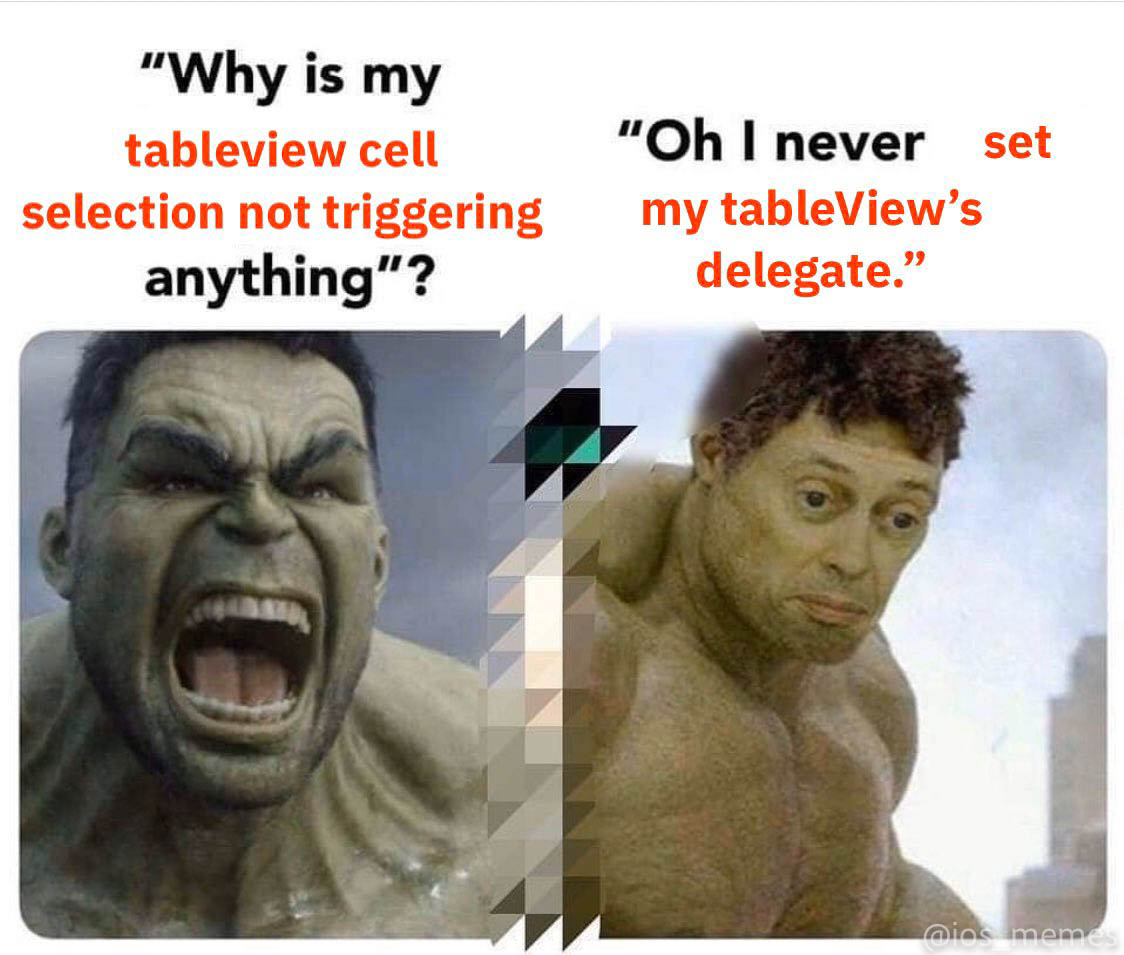 "Why is my
tableview cell
selection not triggering
anything"?
"Oh I never set
my tableView’s
delegate.”
@ios_memes